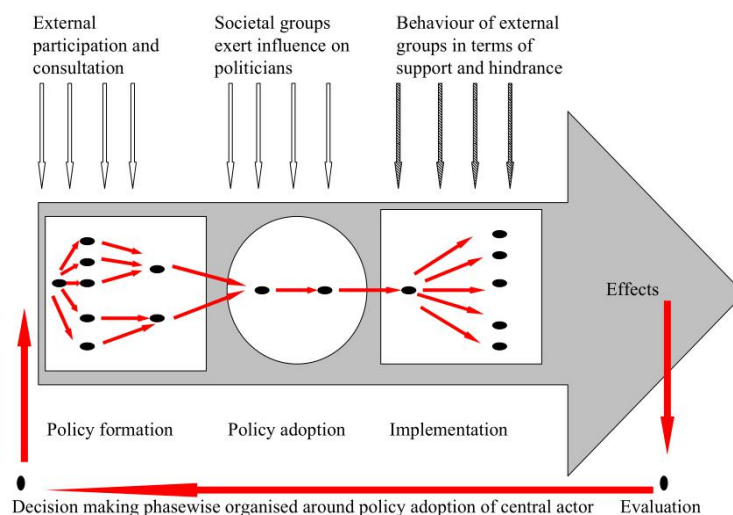 External
participation and
consultation
Societal groups
exert influence on
politicians
Behaviour of external
groups in terms of
support and hindrance
Effects
Policy formation
Policy adoption
Implementation
Decision making phasewise organised around policy adoption of central actor
Evaluation